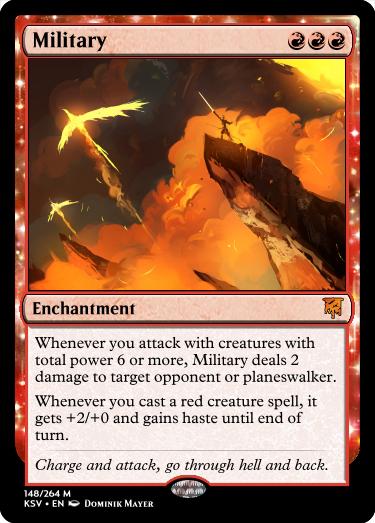 Military
Enchantment
Whenever you attack with creatures with
total power 6 or more, Military deals 2
damage to target opponent or planeswalker.
Whenever you cast a red creature spell, it
gets +2/+0 and gains haste until end of
turn.
Charge and attack, go through hell and back.
148/264 M
KSV • EN Dominik Mayer